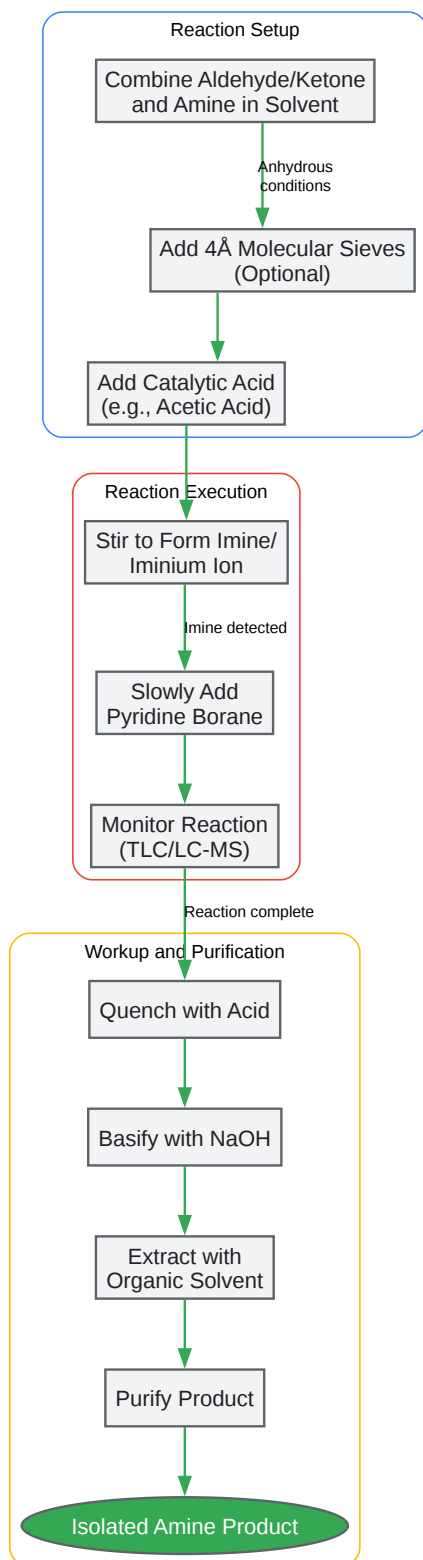 Reaction Setup
Combine Aldehyde/Ketone
and Amine in Solvent
Anhydrous
conditions
Add 4Å Molecular Sieves
(Optional)
Add Catalytic Acid
(e.g., Acetic Acid)
Reaction Execution
Stir to Form Imine/
Iminium Ion
Imine detected
Slowly Add
Pyridine Borane
Monitor Reaction
(TLC/LC-MS)
Reaction complete
Workup and Purification
Quench with Acid
Basify with NaOH
Extract with
Organic Solvent
Purify Product
Isolated Amine Product